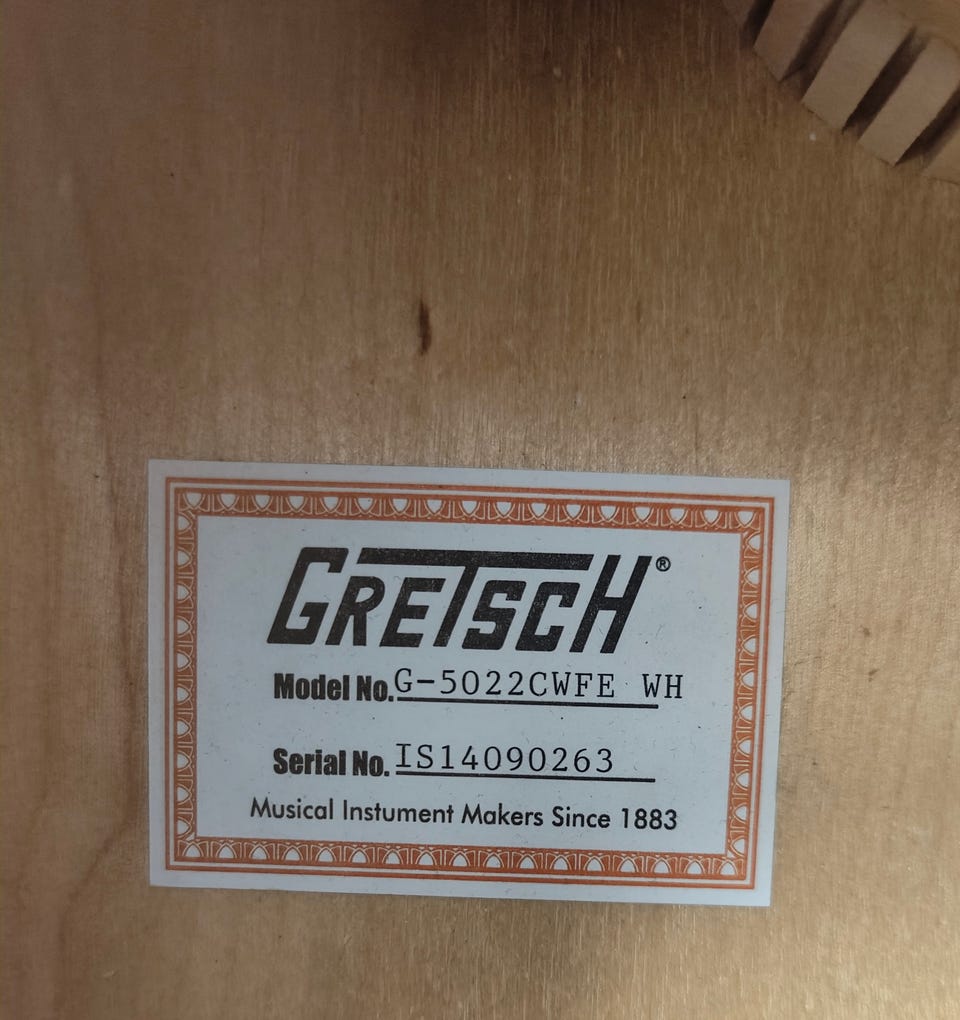 GRETSCH®
Model No. G-5022CWFE WH
Serial No. IS14090263
Musical Instument Makers Since 1883